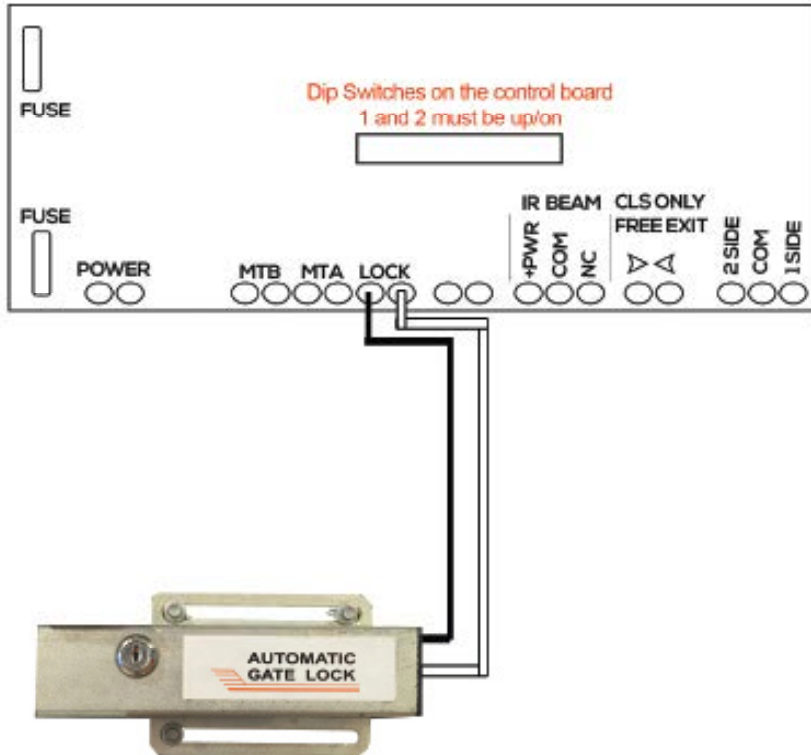 FUSE
Dip Switches on the control board
1 and 2 must be up/on
FUSE
POWER
MTB
MTA
LOCK
IR BEAM
+PWR
COM
NC
CLS ONLY
FREE EXIT
2 SIDE
COM
1 SIDE
AUTOMATIC
GATE LOCK